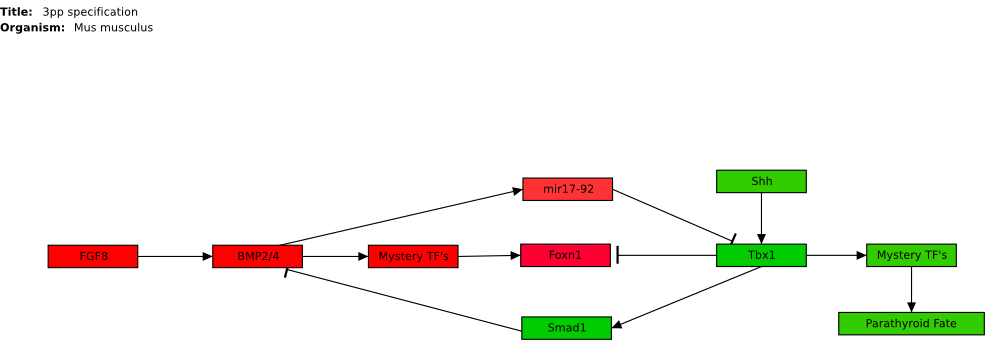 Title: 3pp specification
Organism: Mus musculus
mir17-92
Shh
FGF8
BMP2/4
Mystery TF's
Foxn1
Tbx1
Mystery TF's
Smad1
Parathyroid Fate